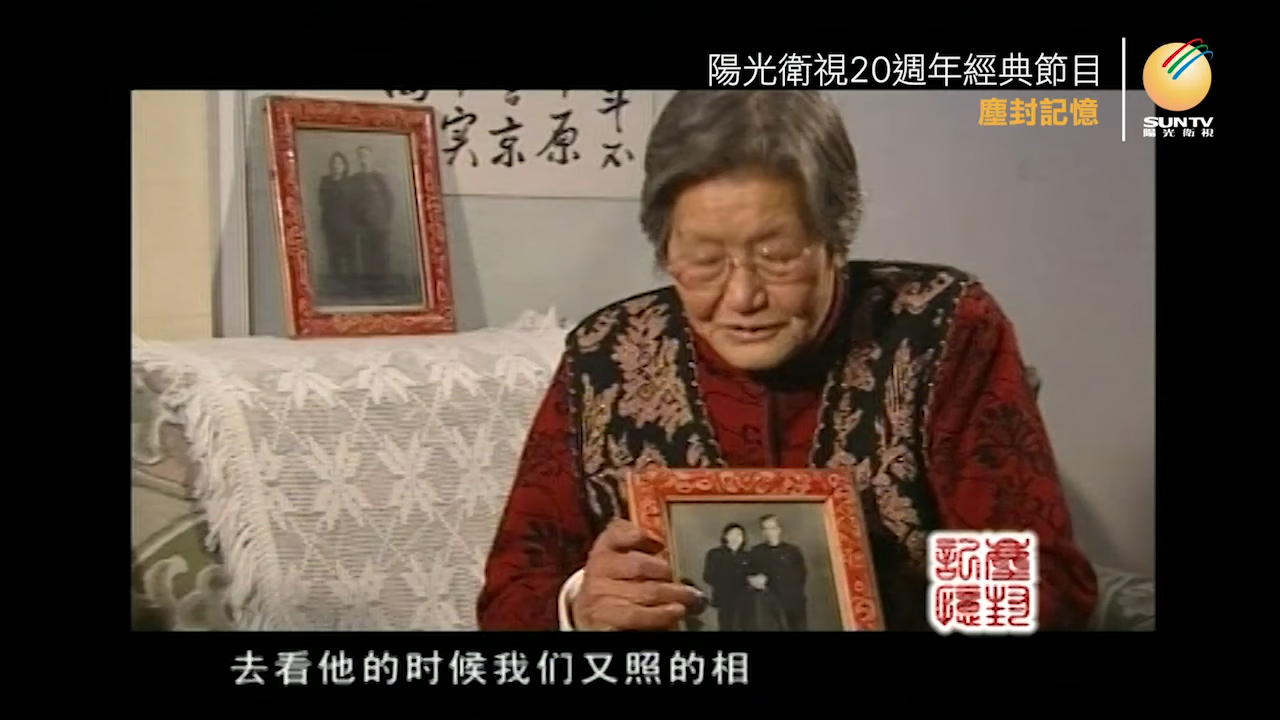 陽光衛視20週年經典節目
塵封記憶
SUNTV
陽光衛視
年不
原
京
实
塵封
記憶
去看他的时候我们又照的相